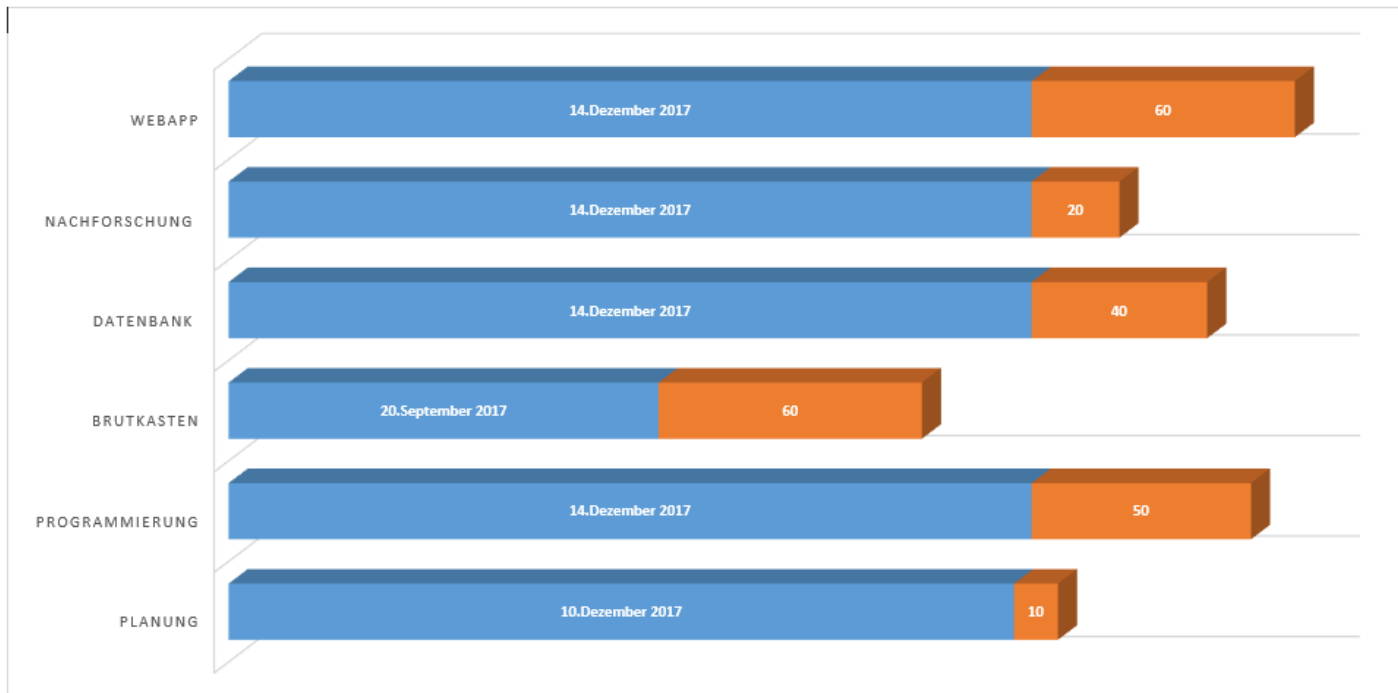 WEBAPP
14.Dezember 2017
60
NACHFORSCHUNG
14.Dezember 2017
20
DATENBANK
14.Dezember 2017
40
BRUTKASTEN
20.September 2017
60
PROGRAMMIERUNG
14.Dezember 2017
50
PLANUNG
10.Dezember 2017
10